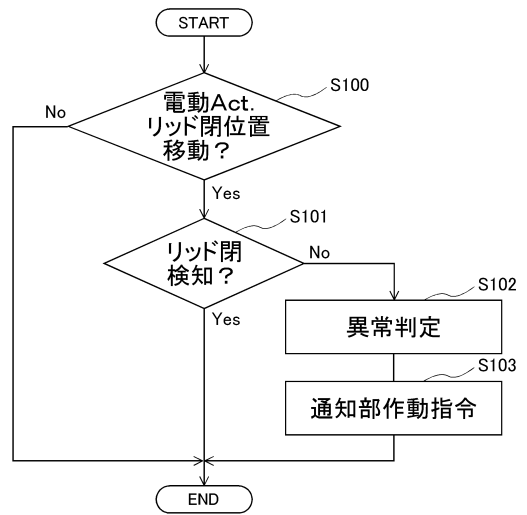 START
S100
電動Act.
リッド閉位置
移動？
No
Yes
S101
リッド閉
検知？
No
Yes
S102
異常判定
S103
通知部作動指令
END